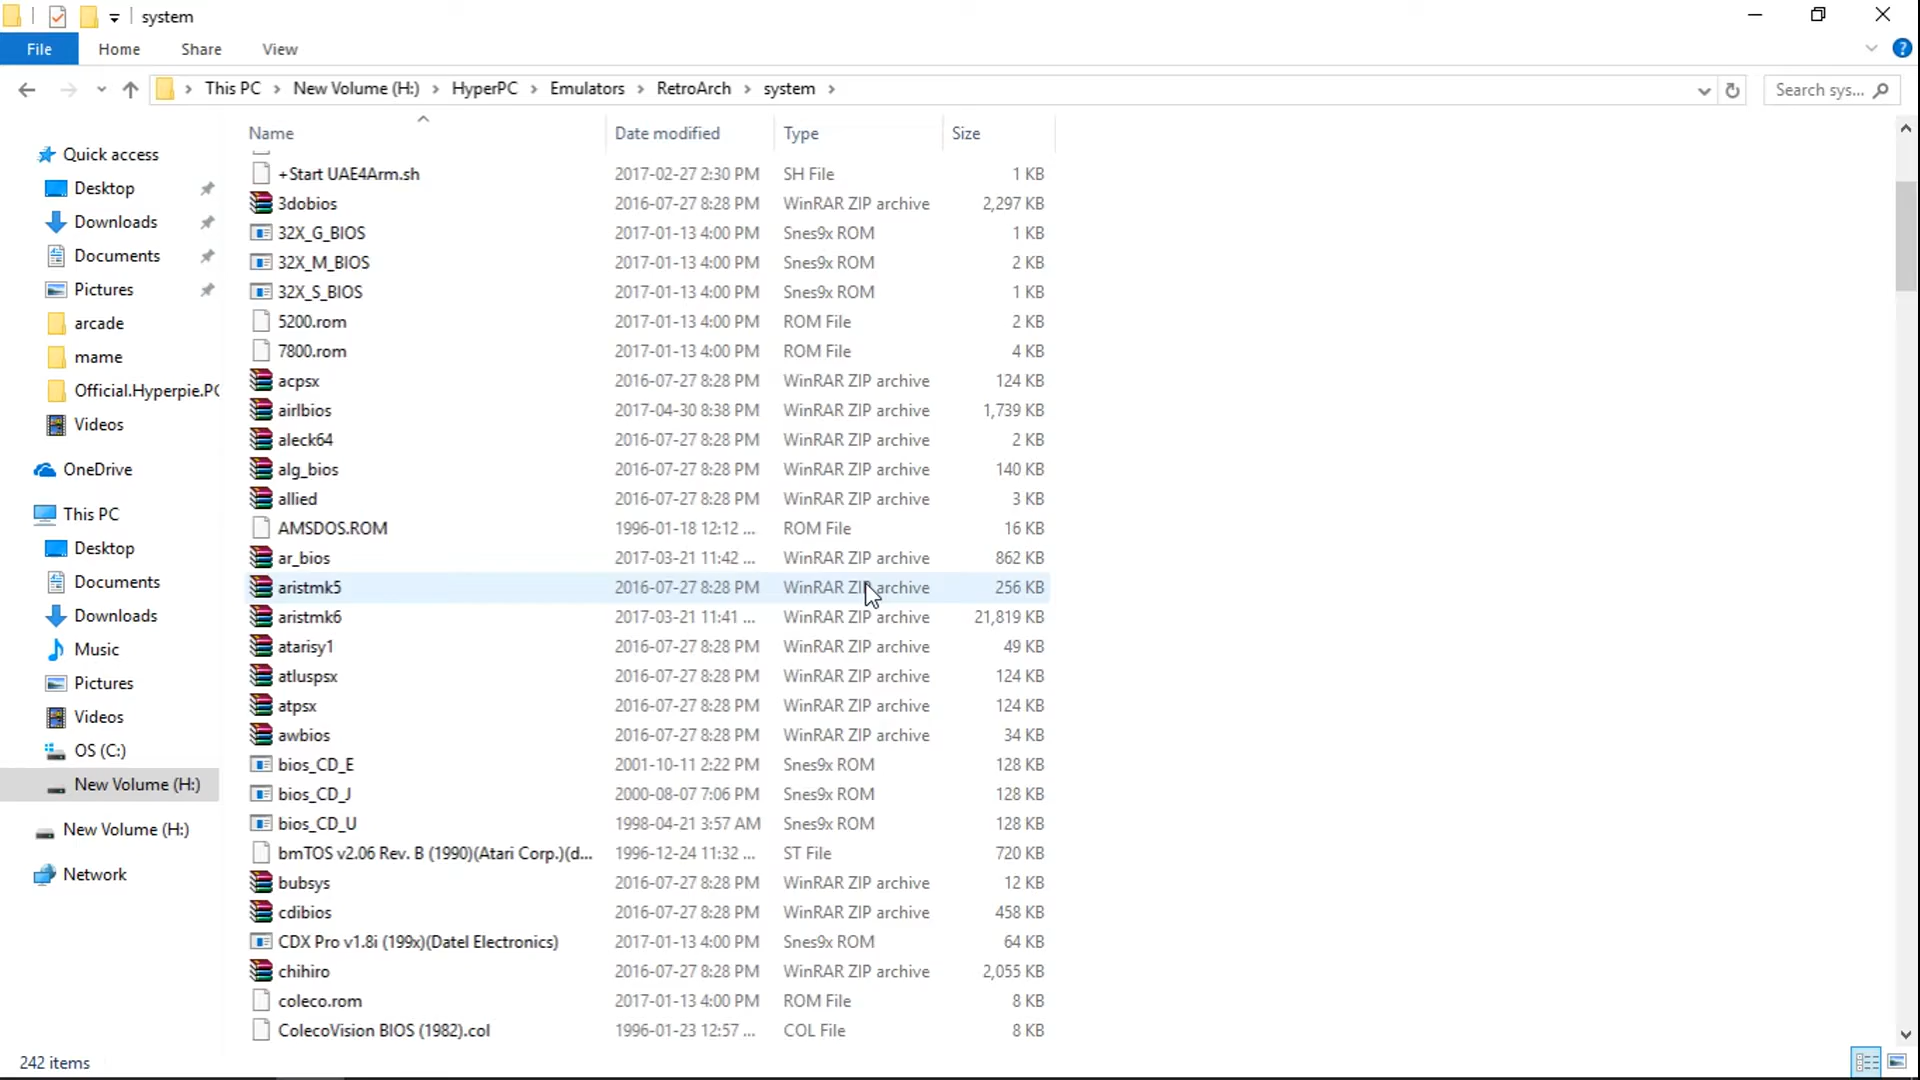 system
File Home Share View
This PC New Volume (H:) HyperPC Emulators RetroArch system Search sys...
Name Date modified Type Size
Quick access
Desktop
Downloads
Documents
Pictures
arcade
mame
Official.Hyperpie.PC
Videos
OneDrive
This PC
Desktop
Documents
Downloads
Music
Pictures
Videos
OS (C:)
New Volume (H:)
New Volume (H:)
Network
+Start UAE4Arm.sh 2017-02-27 2:30 PM SH File 1 KB
3dobios 2016-07-27 8:28 PM WinRAR ZIP archive 2,297 KB
32X_G_BIOS 2017-01-13 4:00 PM Snes9x ROM 1 KB
32X_M_BIOS 2017-01-13 4:00 PM Snes9x ROM 2 KB
32X_S_BIOS 2017-01-13 4:00 PM Snes9x ROM 1 KB
5200.rom 2017-01-13 4:00 PM ROM File 2 KB
7800.rom 2017-01-13 4:00 PM ROM File 4 KB
acpsx 2016-07-27 8:28 PM WinRAR ZIP archive 124 KB
airlbios 2017-04-30 8:38 PM WinRAR ZIP archive 1,739 KB
aleck64 2016-07-27 8:28 PM WinRAR ZIP archive 2 KB
alg_bios 2016-07-27 8:28 PM WinRAR ZIP archive 140 KB
allied 2016-07-27 8:28 PM WinRAR ZIP archive 3 KB
AMSDOS.ROM 1996-01-18 12:12 ... ROM File 16 KB
ar_bios 2017-03-21 11:42 ... WinRAR ZIP archive 862 KB
aristmk5 2016-07-27 8:28 PM WinRAR ZIP archive 256 KB
aristmk6 2017-03-21 11:41 ... WinRAR ZIP archive 21,819 KB
atarisy1 2016-07-27 8:28 PM WinRAR ZIP archive 49 KB
atluspsx 2016-07-27 8:28 PM WinRAR ZIP archive 124 KB
atpsx 2016-07-27 8:28 PM WinRAR ZIP archive 124 KB
awbios 2016-07-27 8:28 PM WinRAR ZIP archive 34 KB
bios_CD_E 2001-10-11 2:22 PM Snes9x ROM 128 KB
bios_CD_J 2000-08-07 7:06 PM Snes9x ROM 128 KB
bios_CD_U 1998-04-21 3:57 AM Snes9x ROM 128 KB
bmTOS v2.06 Rev. B (1990)(Atari Corp.)(d... 1996-12-24 11:32 ... ST File 720 KB
bubsys 2016-07-27 8:28 PM WinRAR ZIP archive 12 KB
cdibios 2016-07-27 8:28 PM WinRAR ZIP archive 458 KB
CDX Pro v1.8i (199x)(Datel Electronics) 2017-01-13 4:00 PM Snes9x ROM 64 KB
chihiro 2016-07-27 8:28 PM WinRAR ZIP archive 2,055 KB
coleco.rom 2017-01-13 4:00 PM ROM File 8 KB
ColecoVision BIOS (1982).col 1996-01-23 12:57 ... COL File 8 KB
242 items